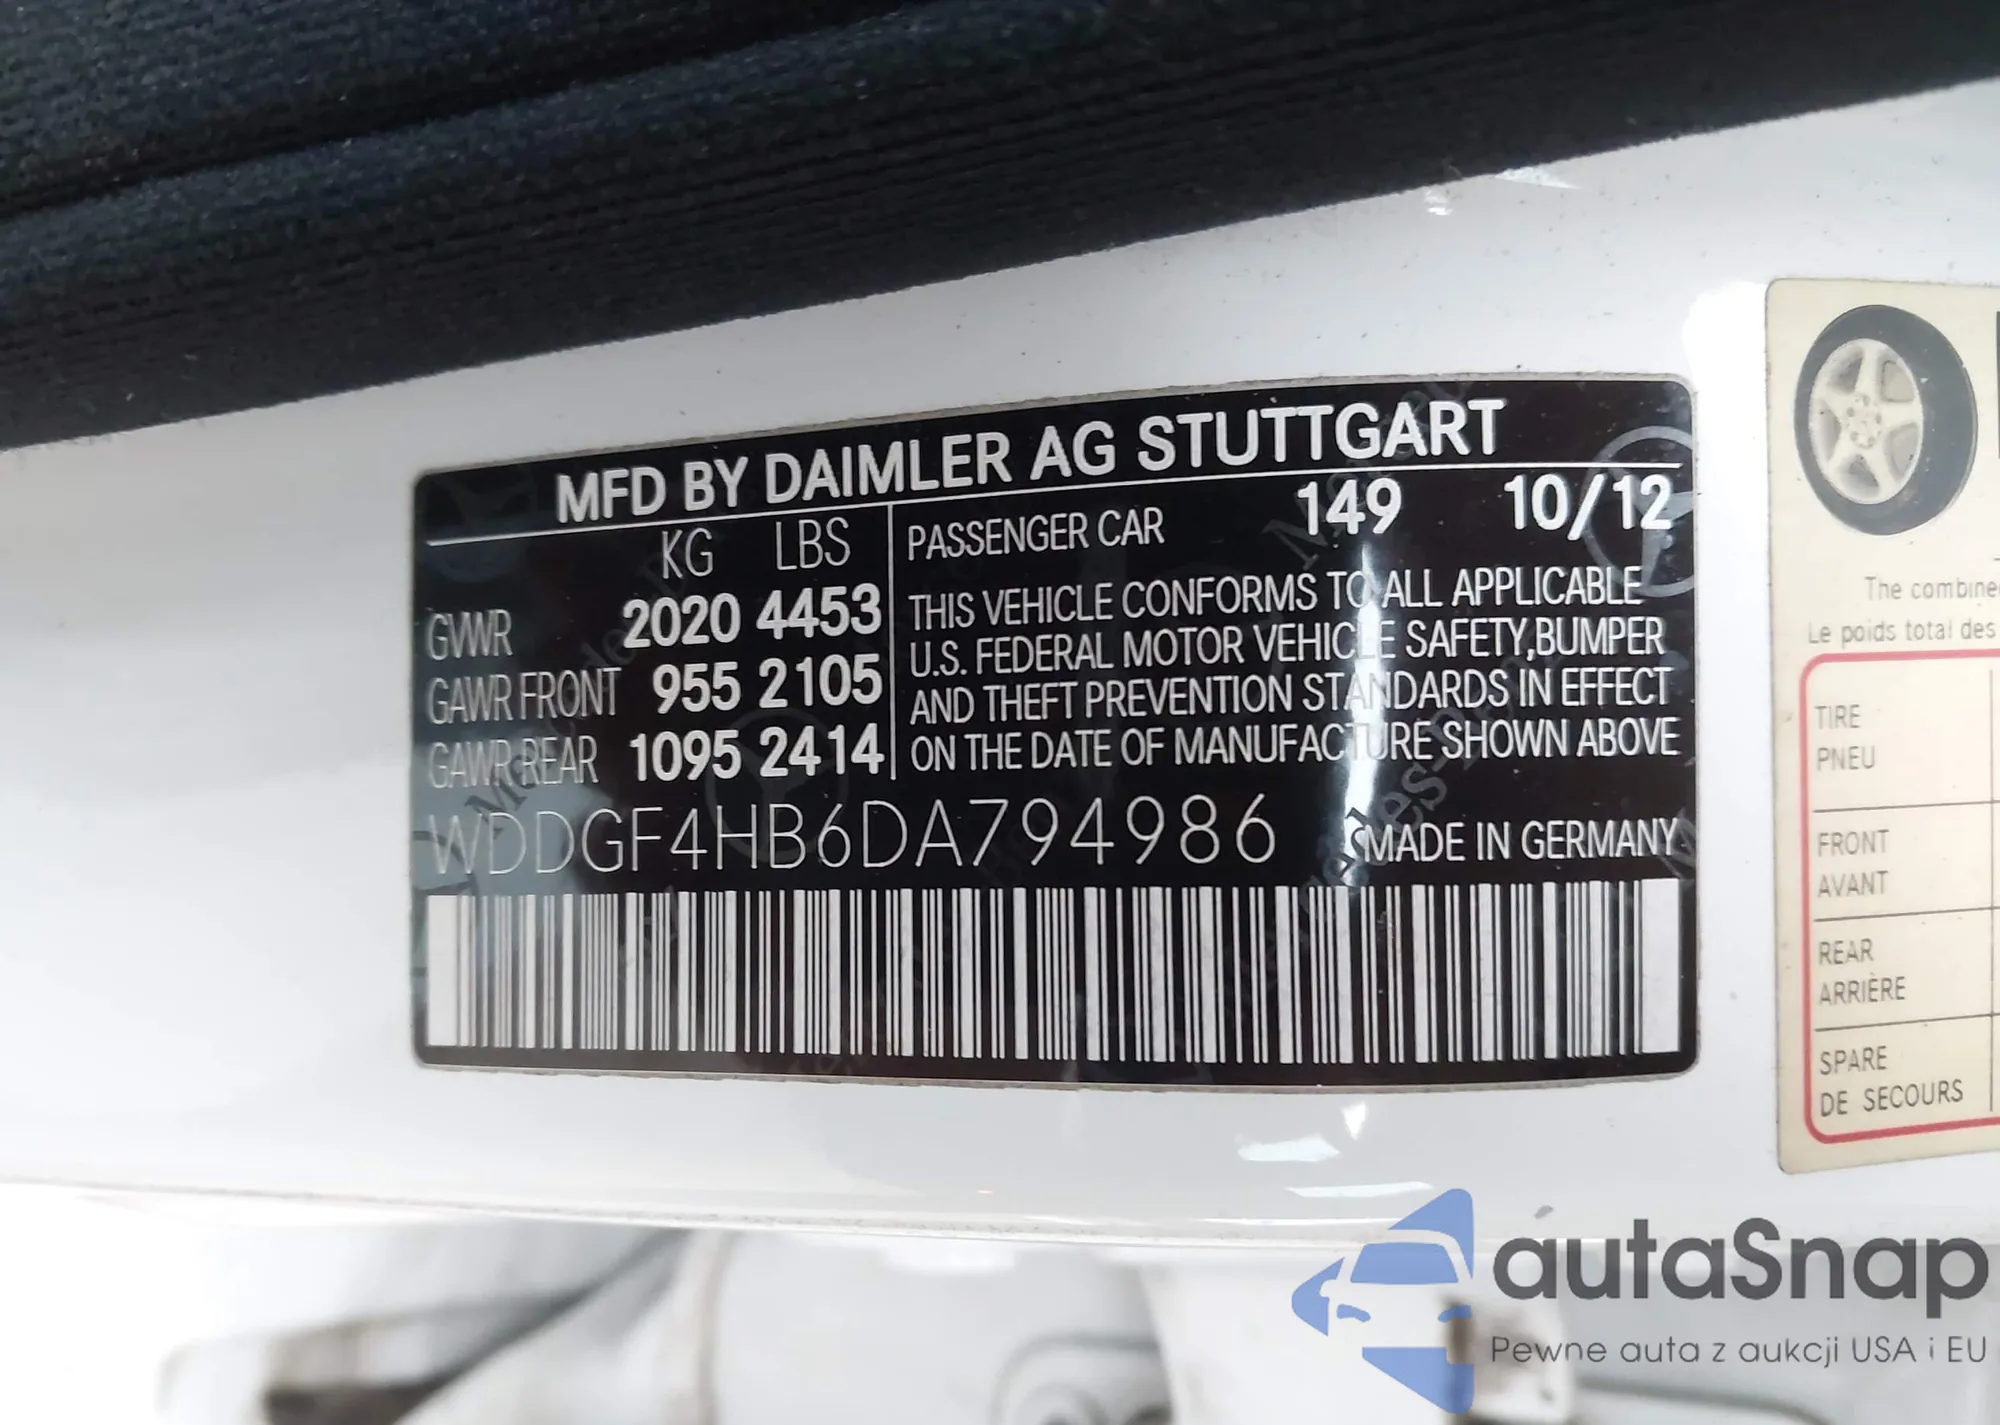 MFD BY DAIMLER AG STUTTGART
KG LBS
GVWR 2020 4453
GAWR FRONT 955 2105
GAWR REAR 1095 2414
PASSENGER CAR 149 10/12
THIS VEHICLE CONFORMS TO ALL APPLICABLE
U.S. FEDERAL MOTOR VEHICLE SAFETY,BUMPER
AND THEFT PREVENTION STANDARDS IN EFFECT
ON THE DATE OF MANUFACTURE SHOWN ABOVE
WDDGF4HB6DA794986
MADE IN GERMANY
The combine
Le poids total des
TIRE
PNEU
FRONT
AVANT
REAR
ARRIÈRE
SPARE
DE SECOURS
autaSnap
Pewne auta z aukcji USA i EU